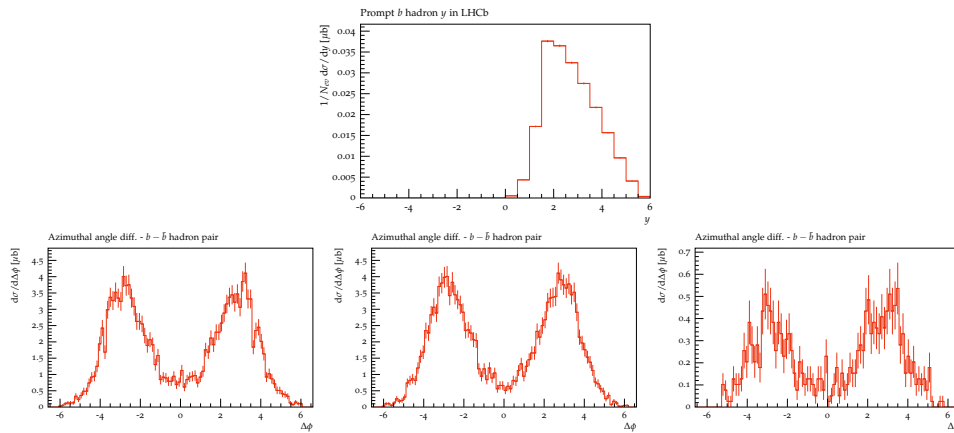 Prompt b hadron y in LHCb
1/N_ev dσ/dy [μb]
0.04
0.035
0.03
0.025
0.02
0.015
0.01
0.005
0
-6 -4 -2 0 2 4 6
y
Azimuthal angle diff. - b − b̄ hadron pair
dσ/dΔϕ [μb]
4.5
4
3.5
3
2.5
2
1.5
1
0.5
0
-6 -4 -2 0 2 4 6
Δϕ
Azimuthal angle diff. - b − b̄ hadron pair
dσ/dΔϕ [μb]
4.5
4
3.5
3
2.5
2
1.5
1
0.5
0
-6 -4 -2 0 2 4 6
Δϕ
Azimuthal angle diff. - b − b̄ hadron pair
dσ/dΔϕ [μb]
0.7
0.6
0.5
0.4
0.3
0.2
0.1
0
-6 -4 -2 0 2 4